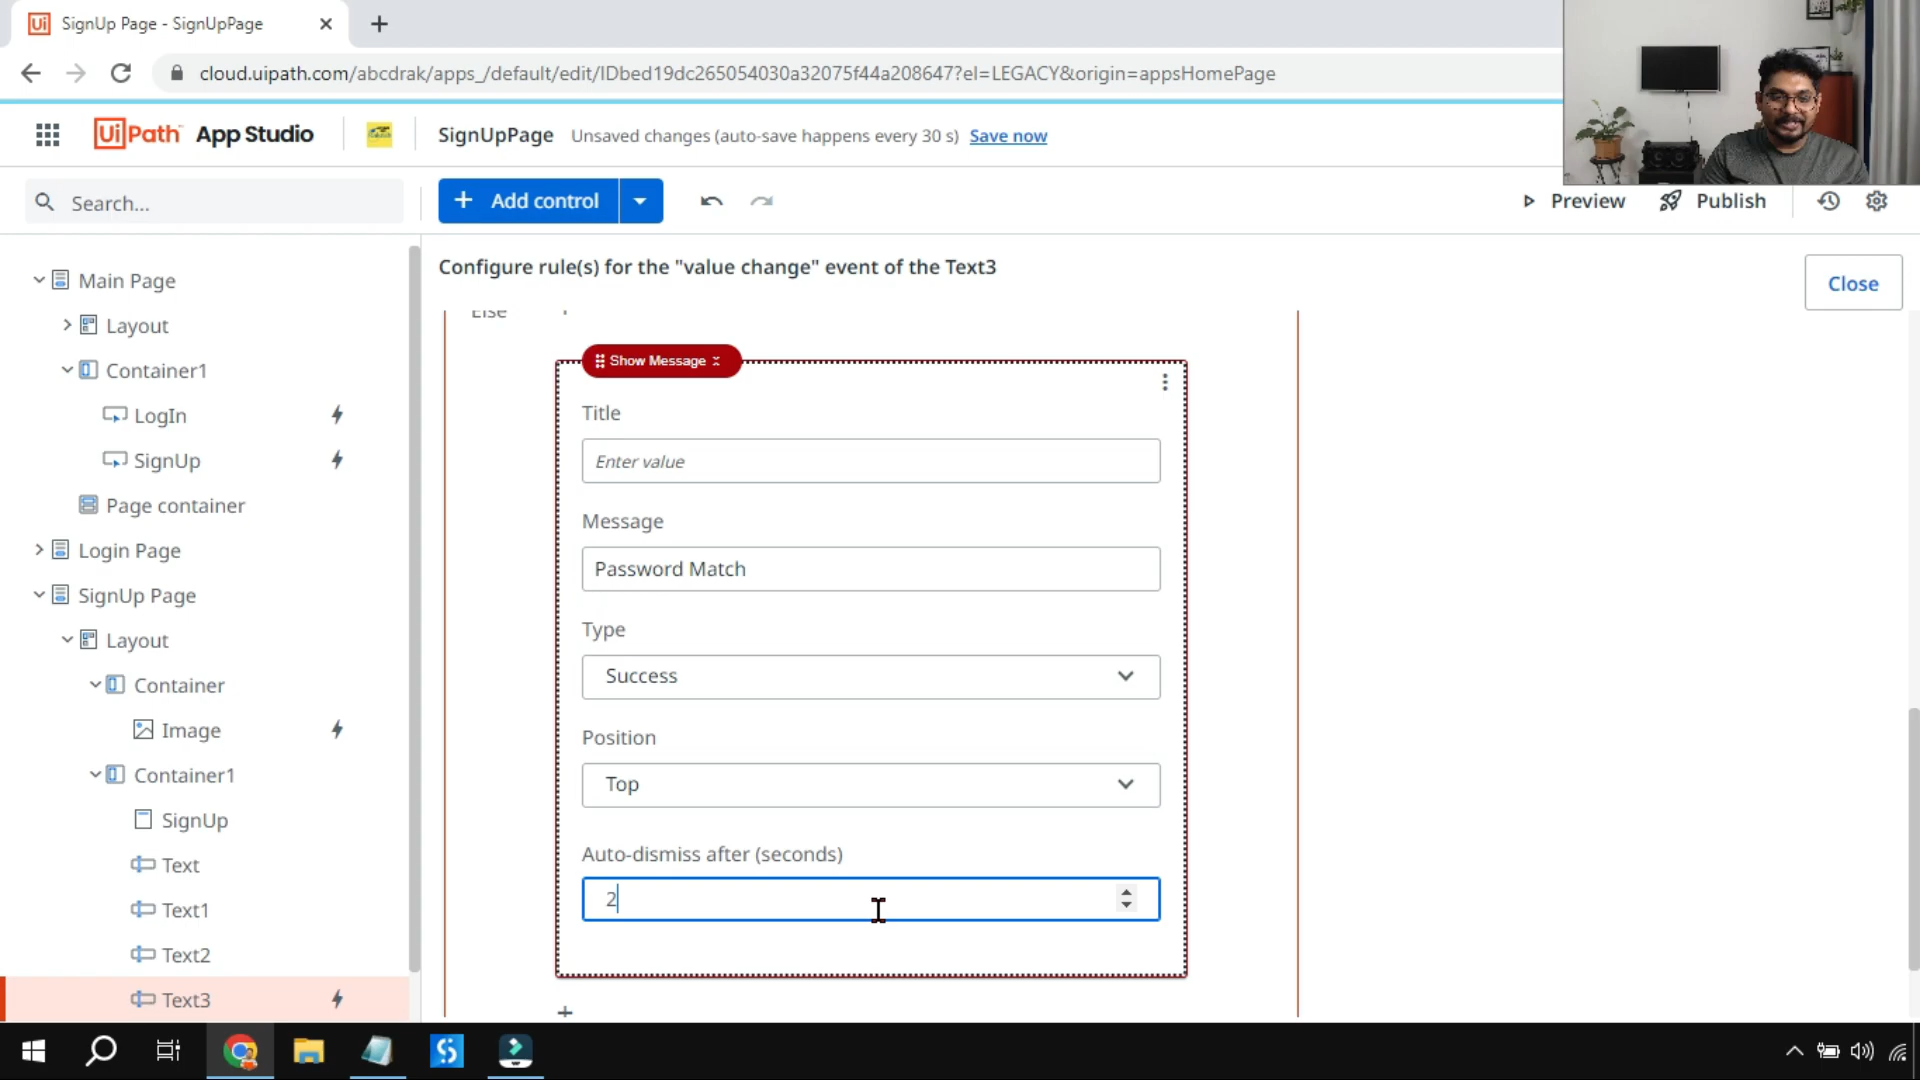 SignUp Page - SignUpPage
cloud.uipath.com/abcdrak/apps_/default/edit/IDbed19dc265054030a32075f44a208647?el=LEGACY&origin=appsHomePage
UiPath App Studio
SignUpPage Unsaved changes (auto-save happens every 30 s) Save now
Search...
+ Add control
Preview
Publish
Configure rule(s) for the "value change" event of the Text3
Close
Main Page
Layout
Container1
LogIn
SignUp
Page container
Login Page
SignUp Page
Layout
Container
Image
Container1
SignUp
Text
Text1
Text2
Text3
Else
Show Message
Title
Enter value
Message
Password Match
Type
Success
Position
Top
Auto-dismiss after (seconds)
2